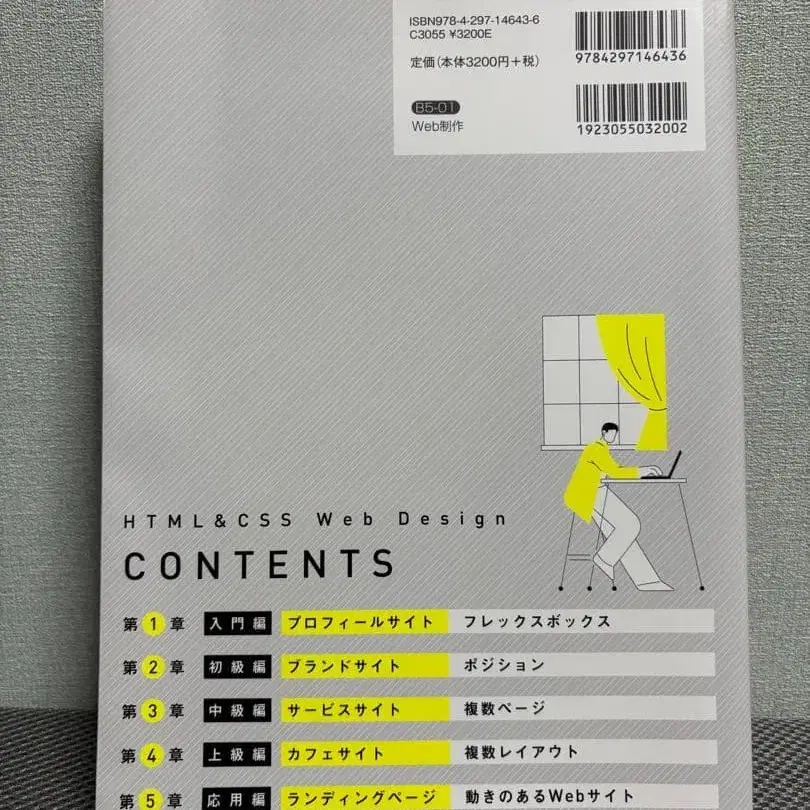 ISBN978-4-297-14643-6
C3055 ¥3200E
定価(本体3200円+税)
9784297146436
B5-01
Web制作
1923055032002
HTML&CSS Web Design
CONTENTS
第1章 入門編 プロフィールサイト フレックスボックス
第2章 初級編 ブランドサイト ポジション
第3章 中級編 サービスサイト 複数ページ
第4章 上級編 カフェサイト 複数レイアウト
第5章 応用編 ランディングページ 動きのあるWebサイト